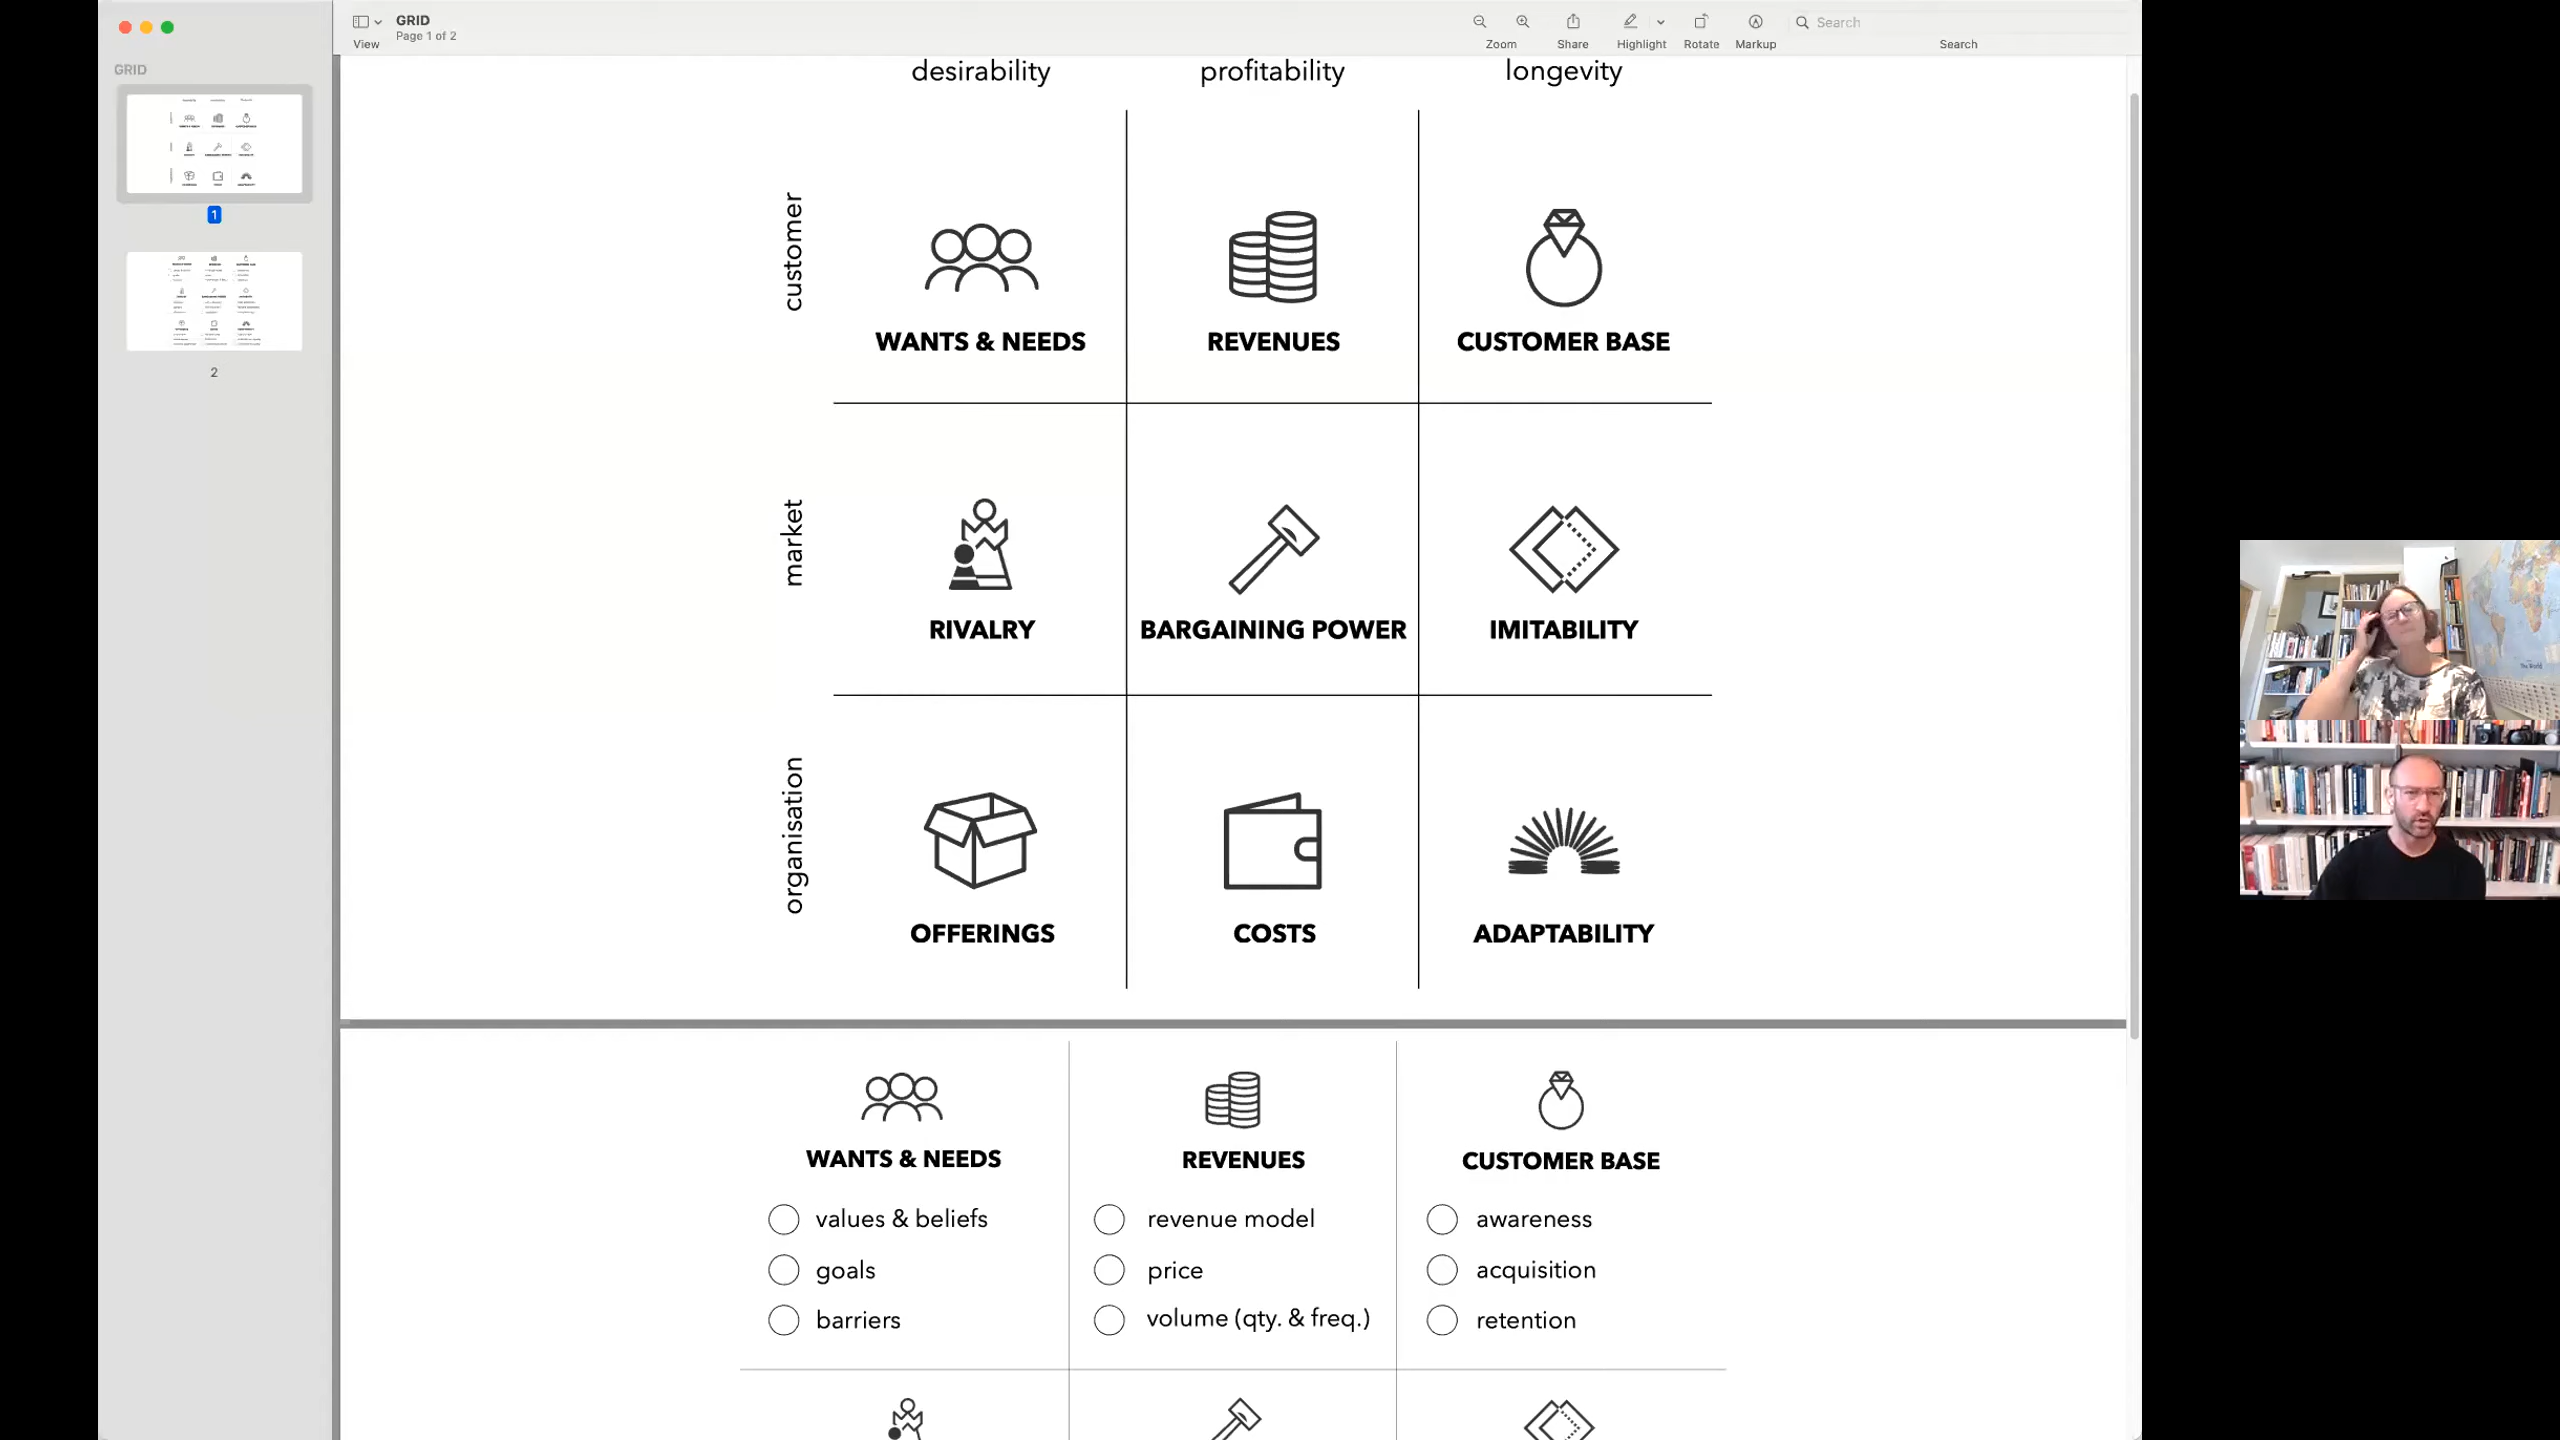 GRID
Page 1 of 2
View
Zoom
Share
Highlight
Rotate
Markup
Search
Search
GRID
1
2
desirability
profitability
longevity
customer
WANTS & NEEDS
REVENUES
CUSTOMER BASE
market
RIVALRY
BARGAINING POWER
IMITABILITY
organisation
OFFERINGS
COSTS
ADAPTABILITY
WANTS & NEEDS
REVENUES
CUSTOMER BASE
values & beliefs
revenue model
awareness
goals
price
acquisition
barriers
volume (qty. & freq.)
retention